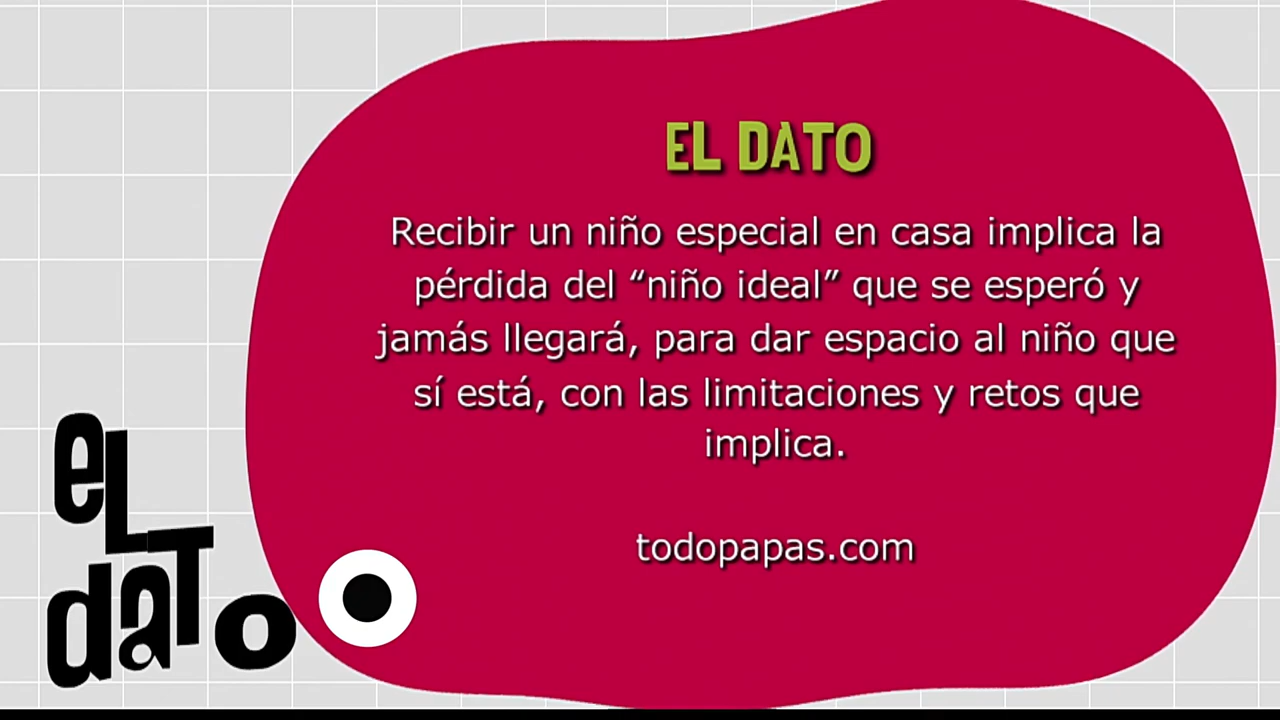 EL DATO
Recibir un niño especial en casa implica la
pérdida del “niño ideal” que se esperó y
jamás llegará, para dar espacio al niño que
sí está, con las limitaciones y retos que
implica.
todopapas.com
eL
daTo